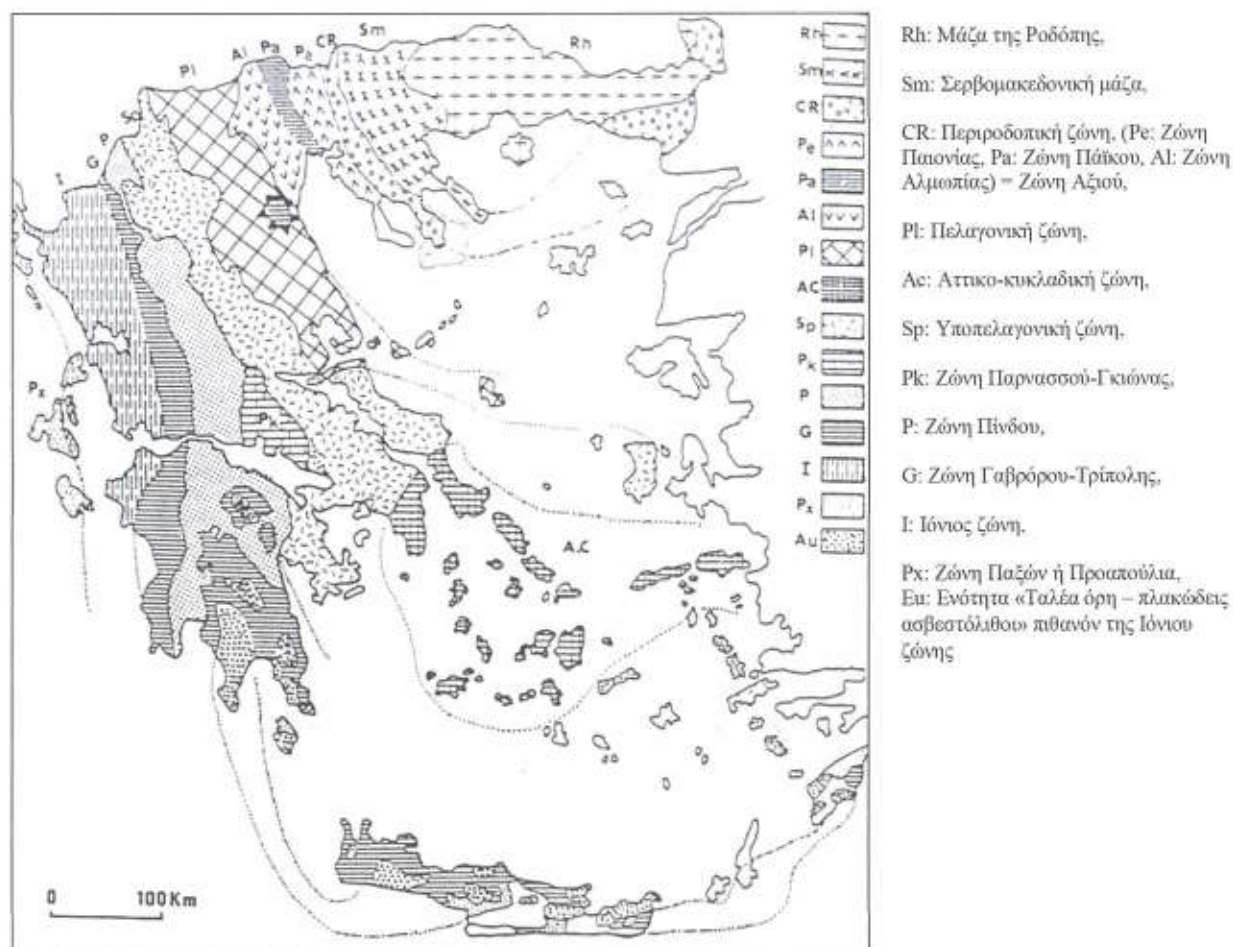 Sm
CR
Pa
Al
Pe
Rh
Pl
Sp
P
G
I
Px
Pk
A.C
0 100 Km
Rh
Sm
CR
Pe
Pa
Al
Pl
AC
Sp
Pk
P
G
I
Px
Au
Rh: Μάζα της Ροδόπης,
Sm: Σερβομακεδονική μάζα,
CR: Περιροδοπική ζώνη, (Pe: Ζώνη
Παιονίας, Pa: Ζώνη Πάϊκου, Al: Ζώνη
Αλμωπίας) = Ζώνη Αξιού,
Pl: Πελαγονική ζώνη,
Ac: Αττικο-κυκλαδική ζώνη,
Sp: Υποπελαγονική ζώνη,
Pk: Ζώνη Παρνασσού-Γκιώνας,
P: Ζώνη Πίνδου,
G: Ζώνη Γαβρόρου-Τρίπολης,
I: Ιόνιος ζώνη,
Px: Ζώνη Παξών ή Προαπούλια,
Eu: Ενότητα «Ταλέα όρη – πλακώδεις
ασβεστόλιθοι» πιθανόν της Ιόνιου
ζώνης